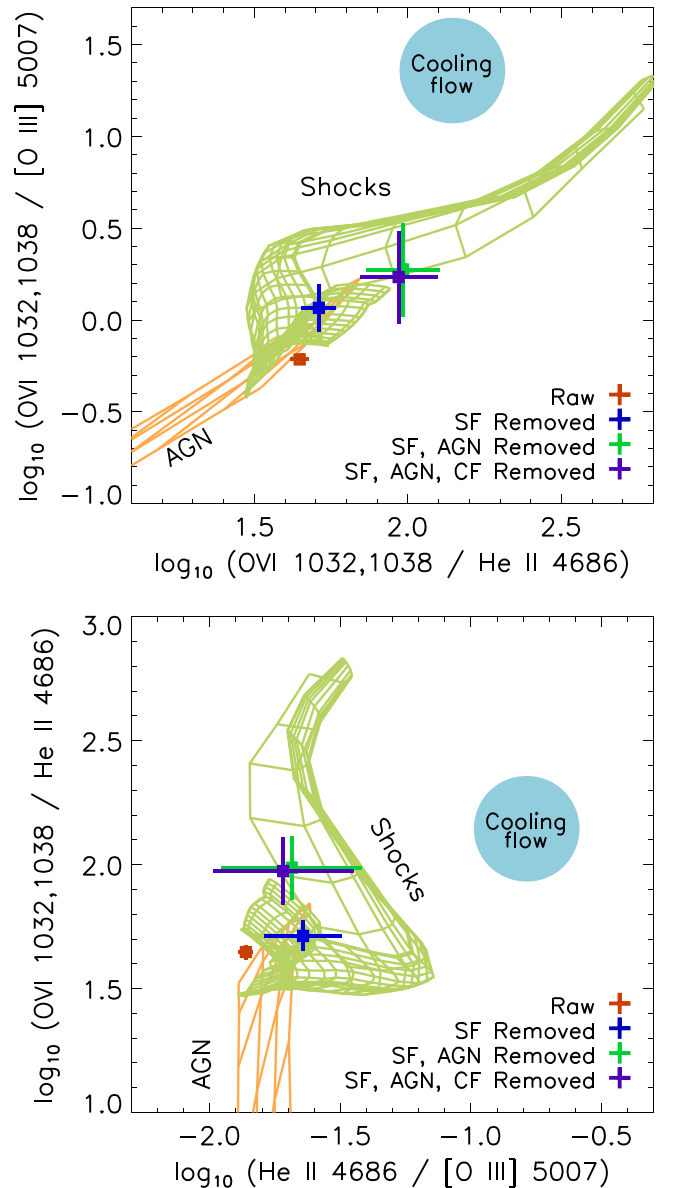 1.5
1.0
0.5
0.0
−0.5
−1.0
log₁₀ (OVI 1032,1038 / [O III] 5007)
Cooling
flow
Shocks
AGN
Raw
SF Removed
SF, AGN Removed
SF, AGN, CF Removed
1.5 2.0 2.5
log₁₀ (OVI 1032,1038 / He II 4686)
3.0
2.5
2.0
1.5
1.0
log₁₀ (OVI 1032,1038 / He II 4686)
Cooling
flow
Shocks
AGN
Raw
SF Removed
SF, AGN Removed
SF, AGN, CF Removed
−2.0 −1.5 −1.0 −0.5
log₁₀ (He II 4686 / [O III] 5007)